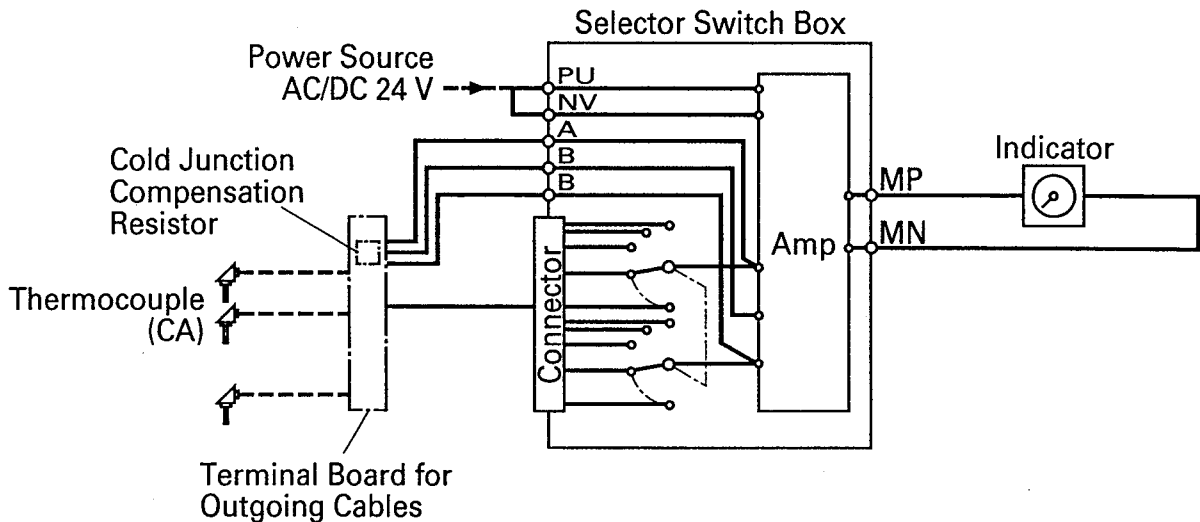 Selector Switch Box
Power Source
AC/DC 24 V
PU
NV
A
B
B
Cold Junction
Compensation
Resistor
Indicator
MP
MN
Amp
Connector
Thermocouple
(CA)
Terminal Board for
Outgoing Cables